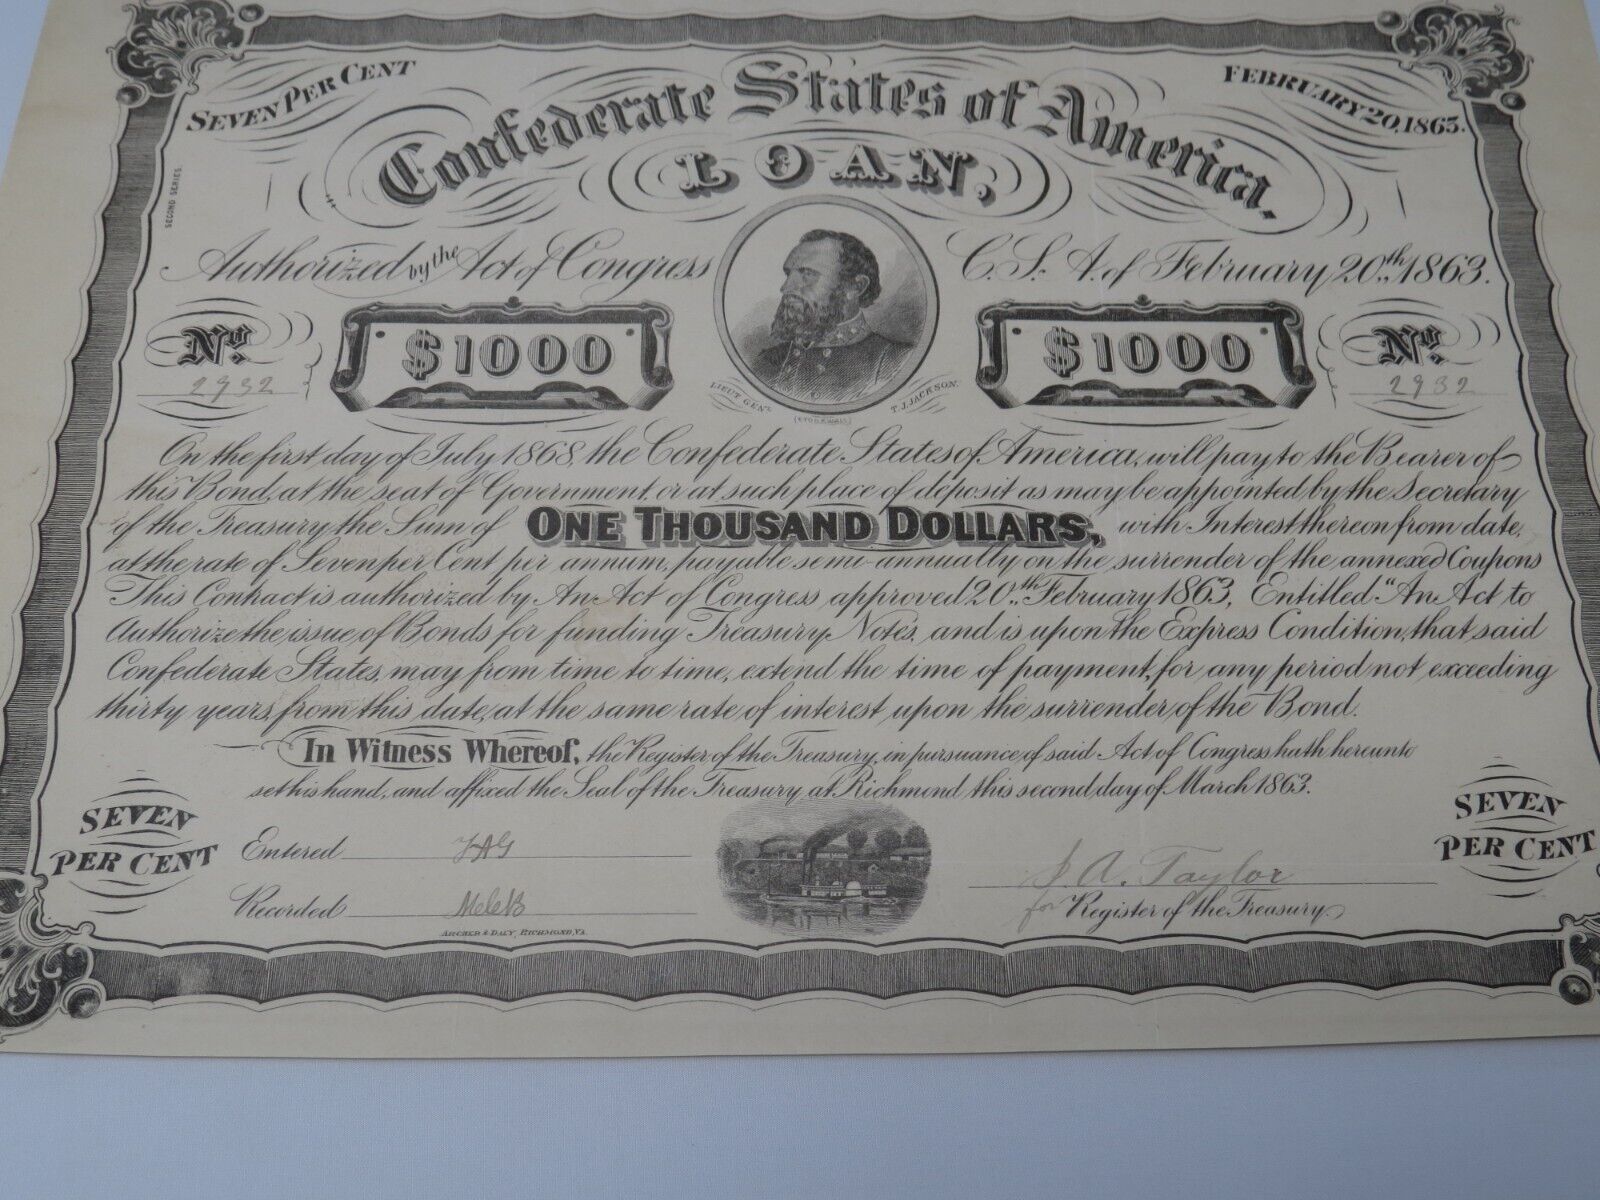 SEVEN PER CENT
FEBRUARY 20, 1863.
Confederate States of America.
LOAN,
SECOND SERIES
Authorized by the Act of Congress C.S.A. of February 20th 1863.
No. 2932
$1000
$1000
No. 2932
LIEUT GENL T.J. JACKSON.
(STONEWALL)
On the first day of July 1868, the Confederate States of America, will pay to the Bearer of
this Bond, at the seat of Government, or at such place of deposit as may be appointed by the Secretary
of the Treasury the Sum of ONE THOUSAND DOLLARS, with Interest thereon from date,
at the rate of Seven per Cent per annum, payable semi-annually on the surrender of the annexed Coupons
This Contract is authorized by An Act of Congress approved 20th February 1863, Entitled "An Act to
Authorize the issue of Bonds for funding Treasury Notes, and is upon the Express Condition, that said
Confederate States, may from time to time, extend the time of payment, for any period not exceeding
thirty years, from this date, at the same rate of interest upon the surrender of the Bond.
In Witness Whereof, the Register of the Treasury, in pursuance of said Act of Congress hath hereunto
set his hand, and affixed the Seal of the Treasury at Richmond this second day of March 1863.
SEVEN
PER CENT
SEVEN
PER CENT
Entered
Recorded
A. Taylor
for Register of the Treasury
ARCHER & DALY, RICHMOND, VA.